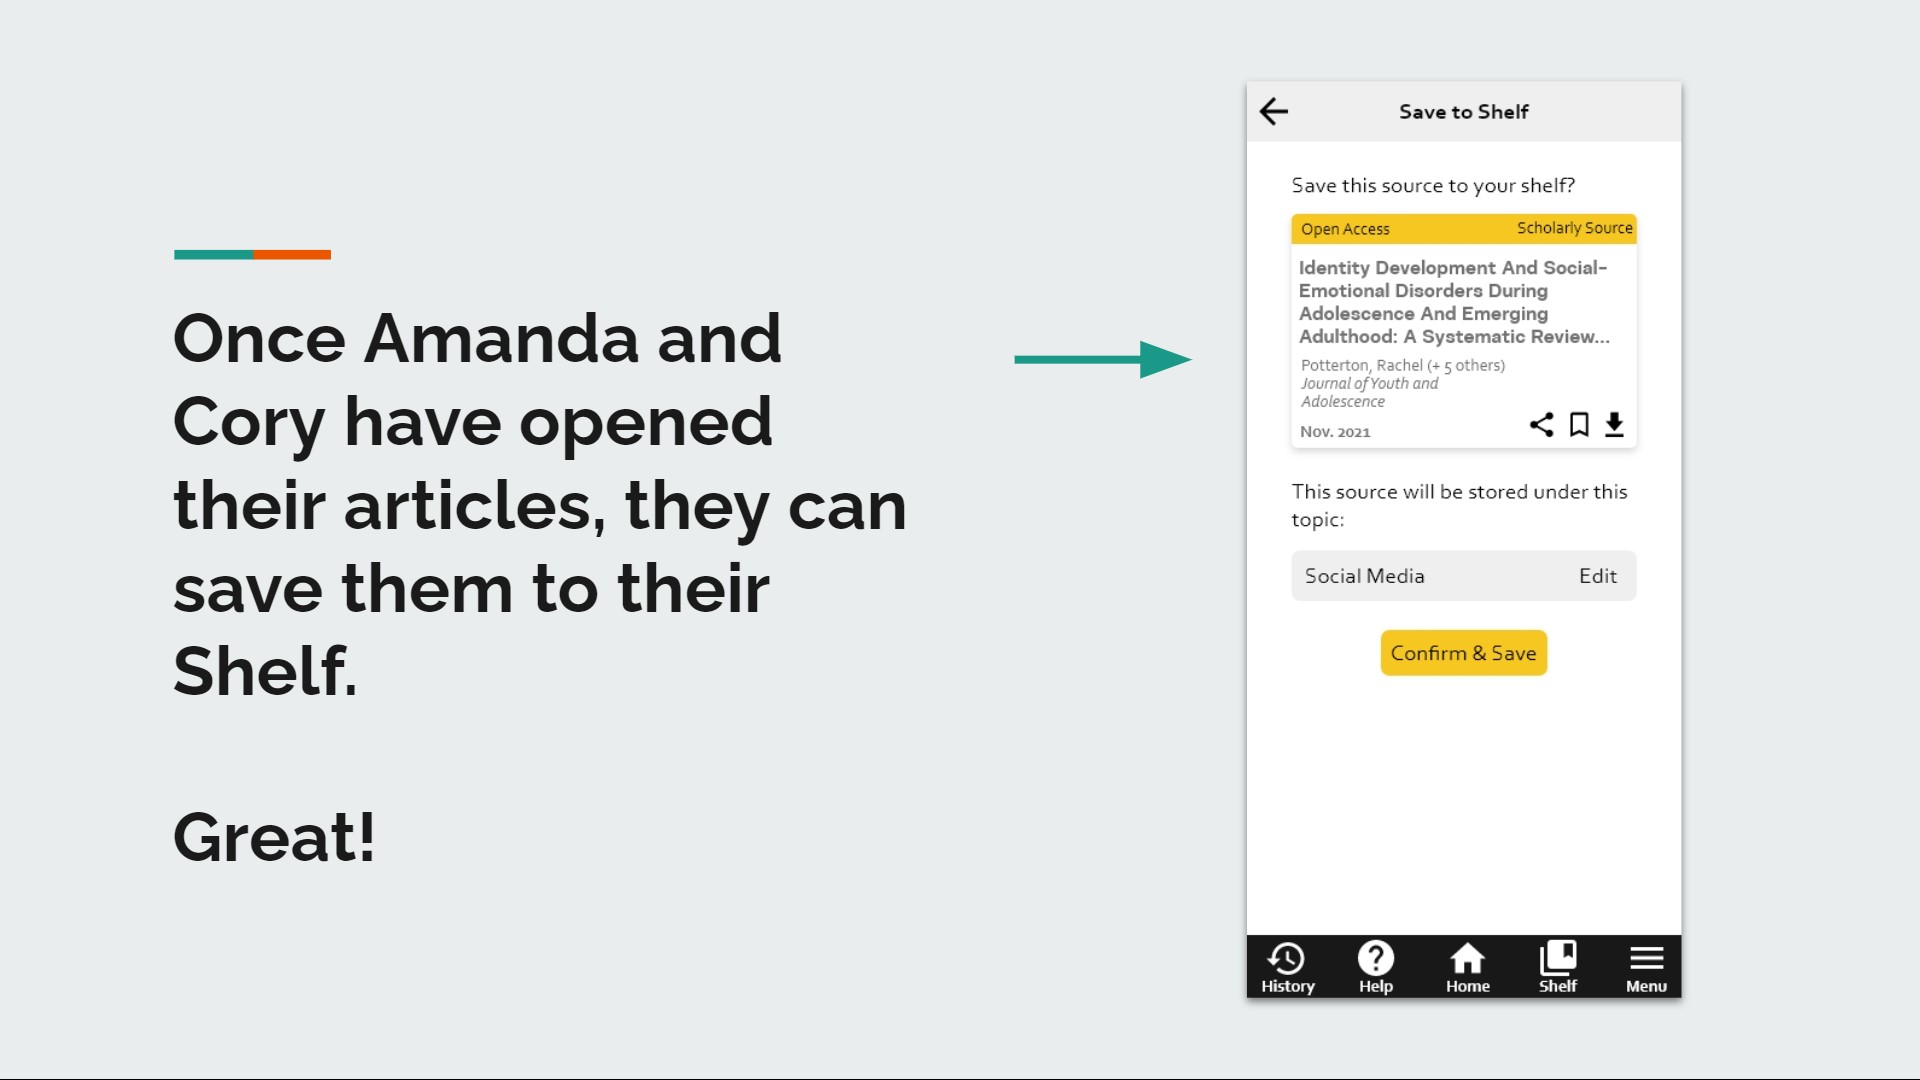 Once Amanda and
Cory have opened
their articles, they can
save them to their
Shelf.
Great!
Save to Shelf
Save this source to your shelf?
Open Access Scholarly Source
Identity Development And Social-
Emotional Disorders During
Adolescence And Emerging
Adulthood: A Systematic Review...
Potterton, Rachel (+ 5 others)
Journal of Youth and
Adolescence
Nov. 2021
This source will be stored under this
topic:
Social Media Edit
Confirm & Save
History Help Home Shelf Menu